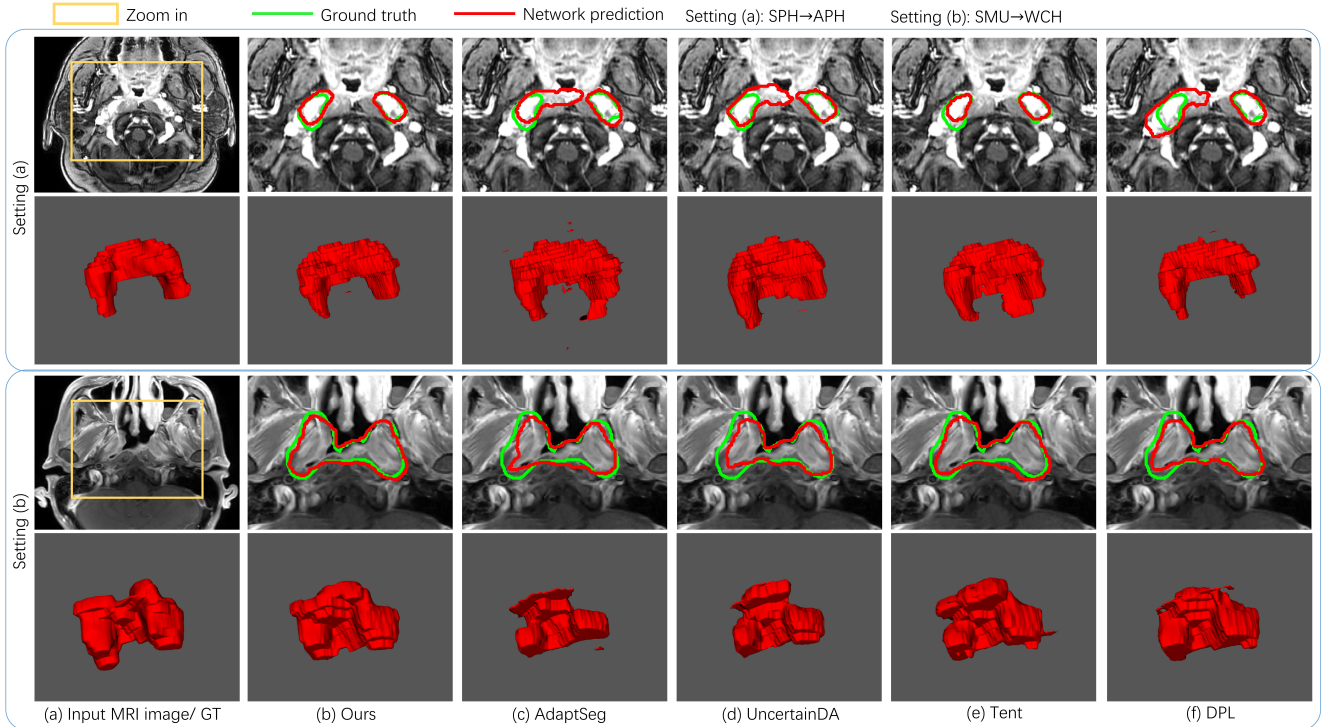 Zoom in
Ground truth
Network prediction
Setting (a): SPH→APH
Setting (b): SMU→WCH
Setting (a)
Setting (b)
(a) Input MRI image/ GT
(b) Ours
(c) AdaptSeg
(d) UncertainDA
(e) Tent
(f) DPL